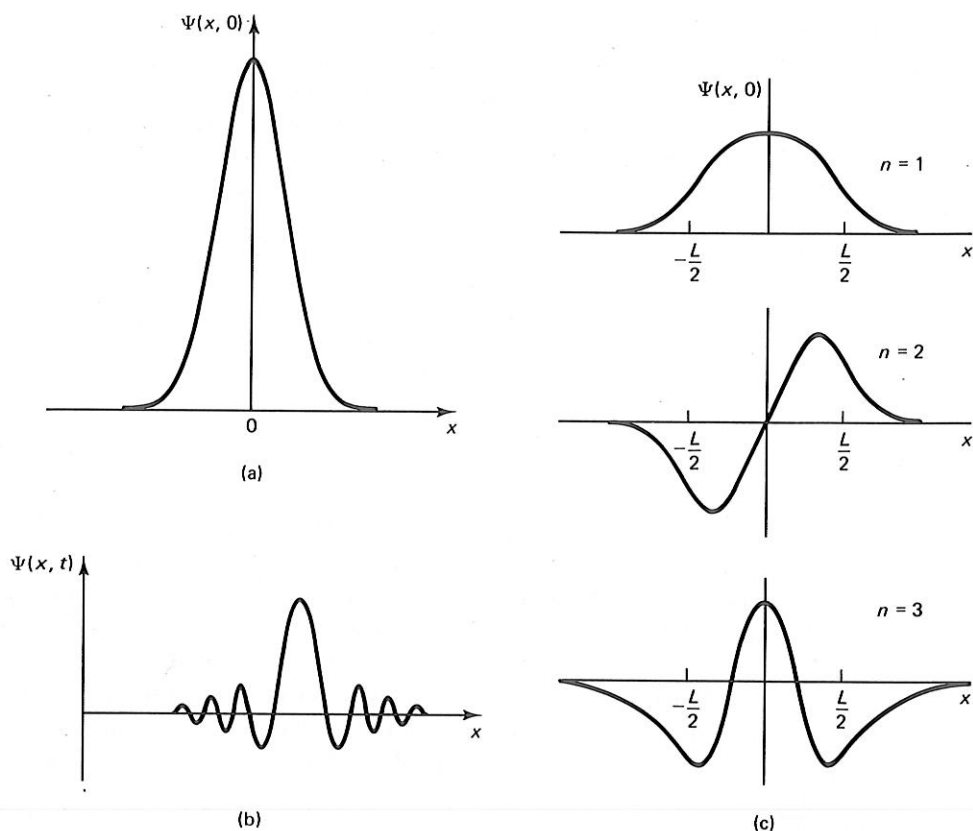 Ψ(x, 0)
0
x
(a)
Ψ(x, t)
x
(b)
Ψ(x, 0)
n = 1
-L/2
L/2
x
n = 2
-L/2
L/2
x
n = 3
-L/2
L/2
x
(c)